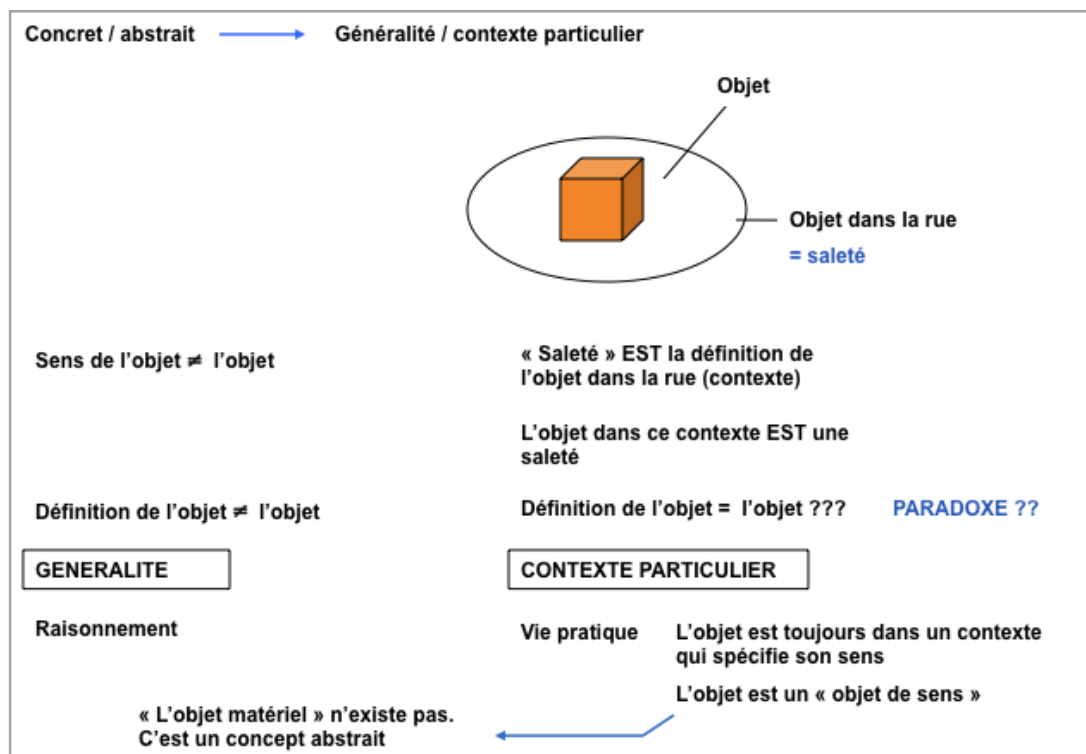 Concret / abstrait Généralité / contexte particulier
Objet
Objet dans la rue
= saleté
Sens de l'objet ≠ l'objet
« Saleté » EST la définition de
l'objet dans la rue (contexte)
L'objet dans ce contexte EST une
saleté
Définition de l'objet ≠ l'objet
Définition de l'objet = l'objet ??? PARADOXE ??
GENERALITE
CONTEXTE PARTICULIER
Raisonnement
Vie pratique L'objet est toujours dans un contexte
qui spécifie son sens
L'objet est un « objet de sens »
« L'objet matériel » n'existe pas.
C'est un concept abstrait